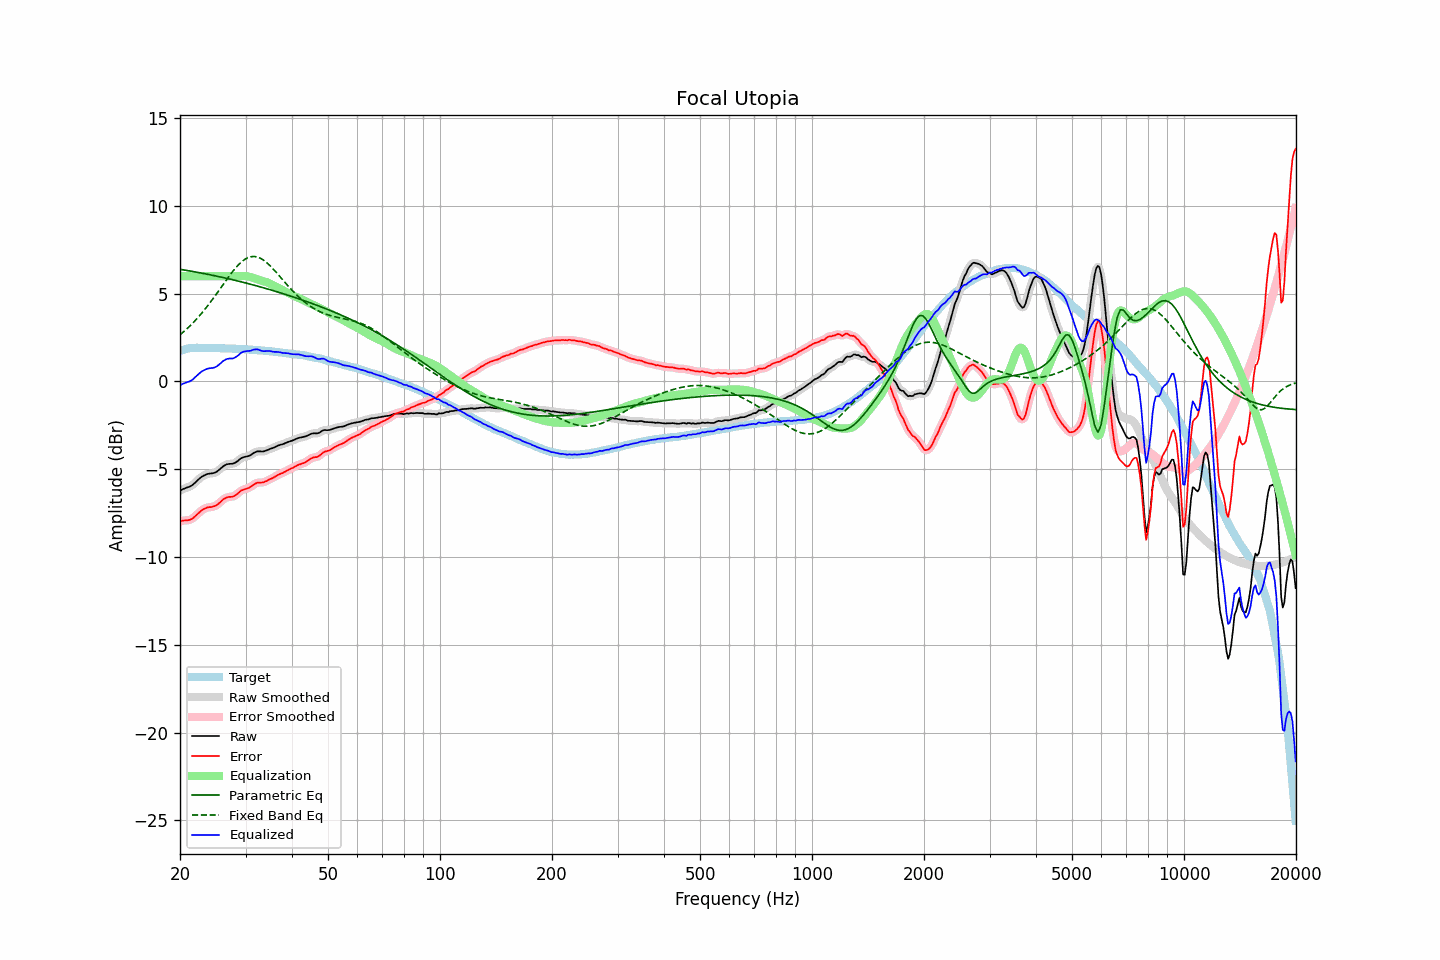 Focal Utopia
15
10
5
0
−5
−10
−15
−20
−25
Amplitude (dBr)
Target
Raw Smoothed
Error Smoothed
Raw
Error
Equalization
Parametric Eq
Fixed Band Eq
Equalized
20 50 100 200 500 1000 2000 5000 10000 20000
Frequency (Hz)